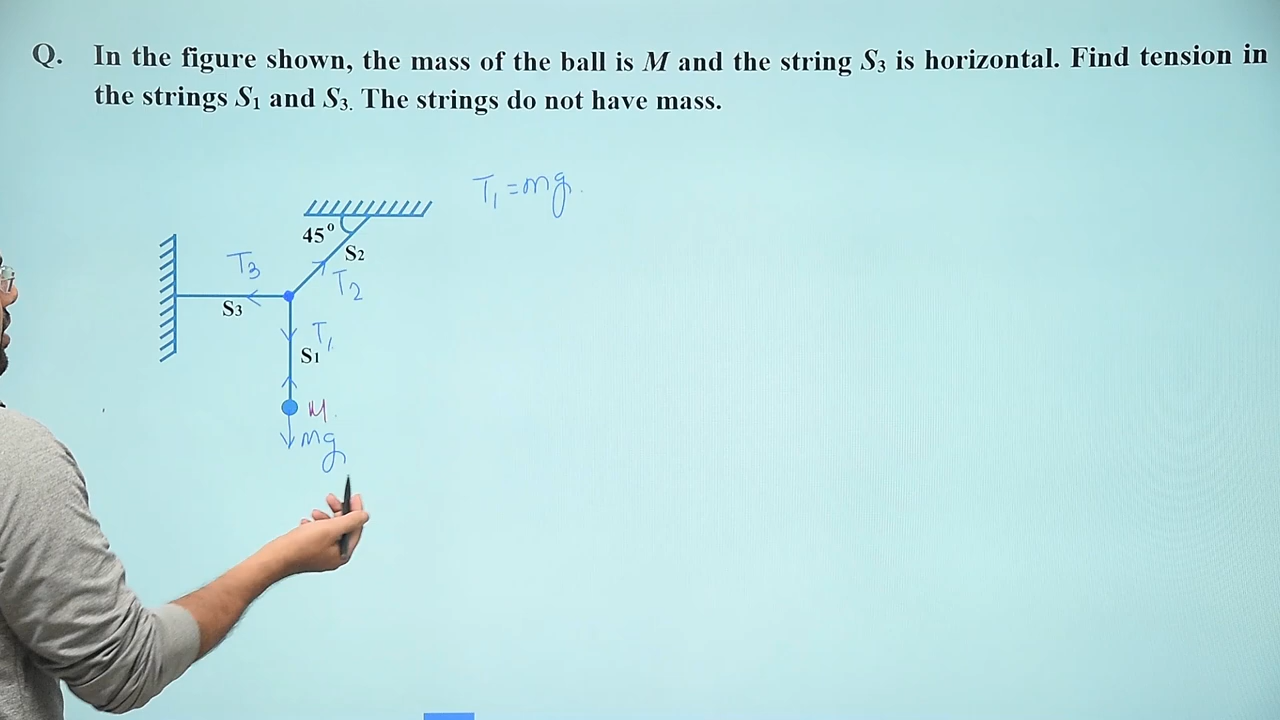 Q. In the figure shown, the mass of the ball is M and the string S₃ is horizontal. Find tension in
the strings S₁ and S₃. The strings do not have mass.
T₁ = mg.
45°
S₂
T₃
T₂
S₃
T₁
S₁
M.
mg